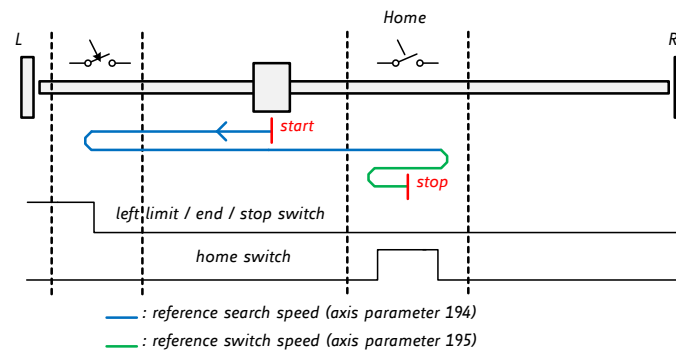 Home
L
R
start
stop
left limit / end / stop switch
home switch
: reference search speed (axis parameter 194)
: reference switch speed (axis parameter 195)